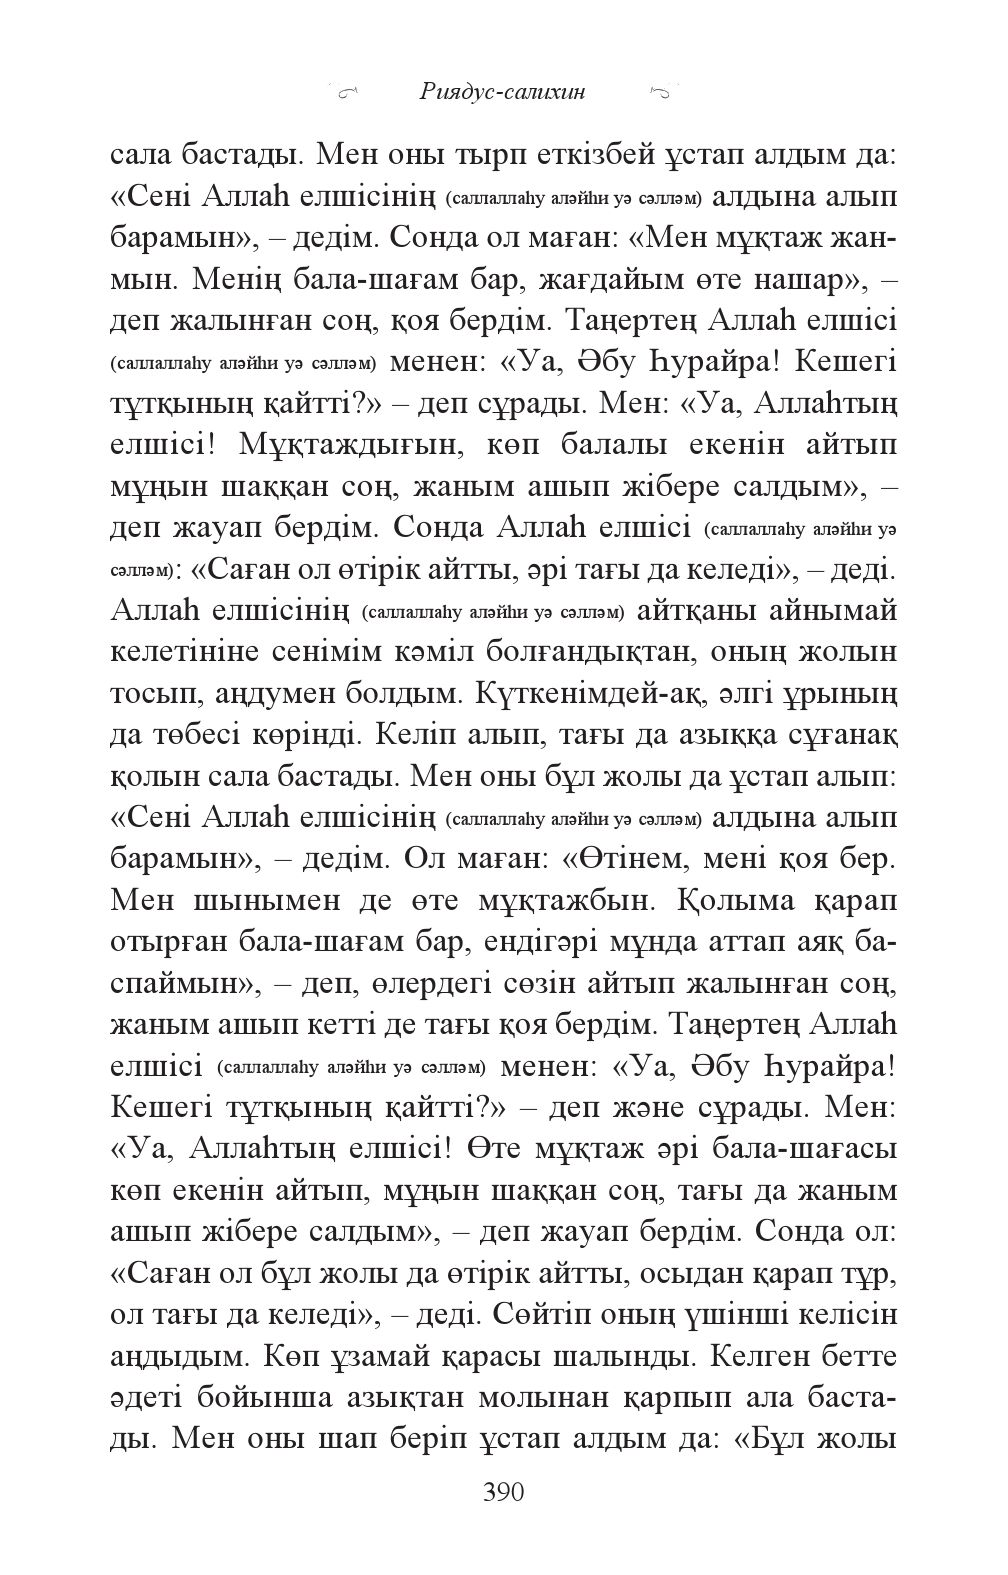 Риядус-салихин
сала бастады. Мен оны тырп еткізбей ұстап алдым да:
«Сені Аллаһ елшісінің (саллаллаһу аләйһи уә сәлләм) алдына алып
барамын», – дедім. Сонда ол маған: «Мен мұқтаж жан-
мын. Менің бала-шағам бар, жағдайым өте нашар», –
деп жалынған соң, қоя бердім. Таңертең Аллаһ елшісі
(саллаллаһу аләйһи уә сәлләм) менен: «Уа, Әбу Һурайра! Кешегі
тұтқының қайтті?» – деп сұрады. Мен: «Уа, Аллаһтың
елшісі! Мұқтаждығын, көп балалы екенін айтып
мұңын шаққан соң, жаным ашып жібере салдым», –
деп жауап бердім. Сонда Аллаһ елшісі (саллаллаһу аләйһи уә
сәлләм): «Саған ол өтірік айтты, әрі тағы да келеді», – деді.
Аллаһ елшісінің (саллаллаһу аләйһи уә сәлләм) айтқаны айнымай
келетініне сенімім кәміл болғандықтан, оның жолын
тосып, аңдумен болдым. Күткенімдей-ақ, әлгі ұрының
да төбесі көрінді. Келіп алып, тағы да азыққа сұғанақ
қолын сала бастады. Мен оны бұл жолы да ұстап алып:
«Сені Аллаһ елшісінің (саллаллаһу аләйһи уә сәлләм) алдына алып
барамын», – дедім. Ол маған: «Өтінем, мені қоя бер.
Мен шынымен де өте мұқтажбын. Қолыма қарап
отырған бала-шағам бар, ендігәрі мұнда аттап аяқ ба-
спаймын», – деп, өлердегі сөзін айтып жалынған соң,
жаным ашып кетті де тағы қоя бердім. Таңертең Аллаһ
елшісі (саллаллаһу аләйһи уә сәлләм) менен: «Уа, Әбу Һурайра!
Кешегі тұтқының қайтті?» – деп және сұрады. Мен:
«Уа, Аллаһтың елшісі! Өте мұқтаж әрі бала-шағасы
көп екенін айтып, мұңын шаққан соң, тағы да жаным
ашып жібере салдым», – деп жауап бердім. Сонда ол:
«Саған ол бұл жолы да өтірік айтты, осыдан қарап тұр,
ол тағы да келеді», – деді. Сөйтіп оның үшінші келісін
аңдыдым. Көп ұзамай қарасы шалынды. Келген бетте
әдеті бойынша азықтан молынан қарпып ала баста-
ды. Мен оны шап беріп ұстап алдым да: «Бұл жолы
390